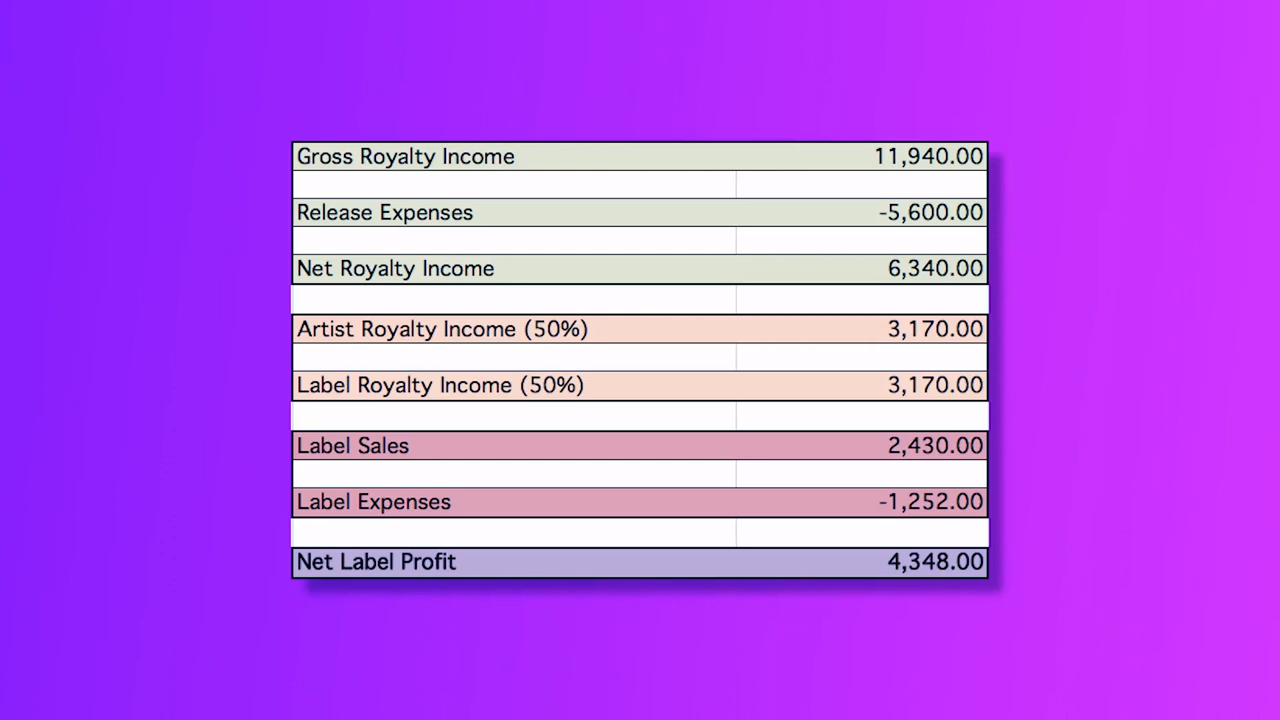 Gross Royalty Income 11,940.00
Release Expenses -5,600.00
Net Royalty Income 6,340.00
Artist Royalty Income (50%) 3,170.00
Label Royalty Income (50%) 3,170.00
Label Sales 2,430.00
Label Expenses -1,252.00
Net Label Profit 4,348.00